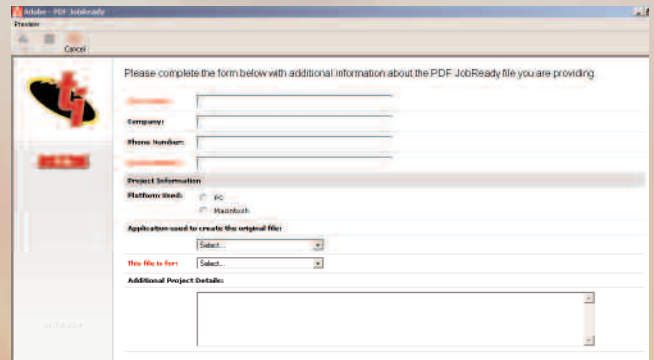 Adobe - PDF JobReady
Preview
Cancel
Please complete the form below with additional information about the PDF JobReady file you are providing.
Company:
Phone Number:
Project Information
Platform Used:
PC
Macintosh
Application used to create the original file:
Select...
This file is for:
Select...
Additional Project Details: